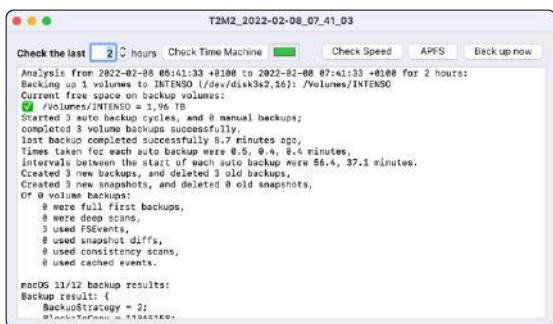 T2M2_2022-02-08_07_41_03
Check the last 2 hours Check Time Machine Check Speed APFS Back up now
Analysis from 2022-02-08 05:41:33 +0100 to 2022-02-08 07:41:33 +0100 for 2 hours:
Backing up 1 volumes to INTENSO (/dev/disk3s2,16): /Volumes/INTENSO
Current free space on backup volumes:
✅ /Volumes/INTENSO = 1,96 TB
Started 3 auto backup cycles, and 0 manual backups;
completed 3 volume backups successfully,
last backup completed successfully 6.7 minutes ago,
Times taken for each auto backup were 0.5, 0.4, 0.4 minutes,
intervals between the start of each auto backup were 56.4, 37.1 minutes.
Created 3 new backups, and deleted 3 old backups,
Created 3 new snapshots, and deleted 0 old snapshots,
Of 0 volume backups:
0 were full first backups,
0 were deep scans,
3 used FSEvents,
0 used snapshot diffs,
0 used consistency scans,
0 used cached events.
macOS 11/12 backup results:
Backup result: {
BackupStrategy = 2;